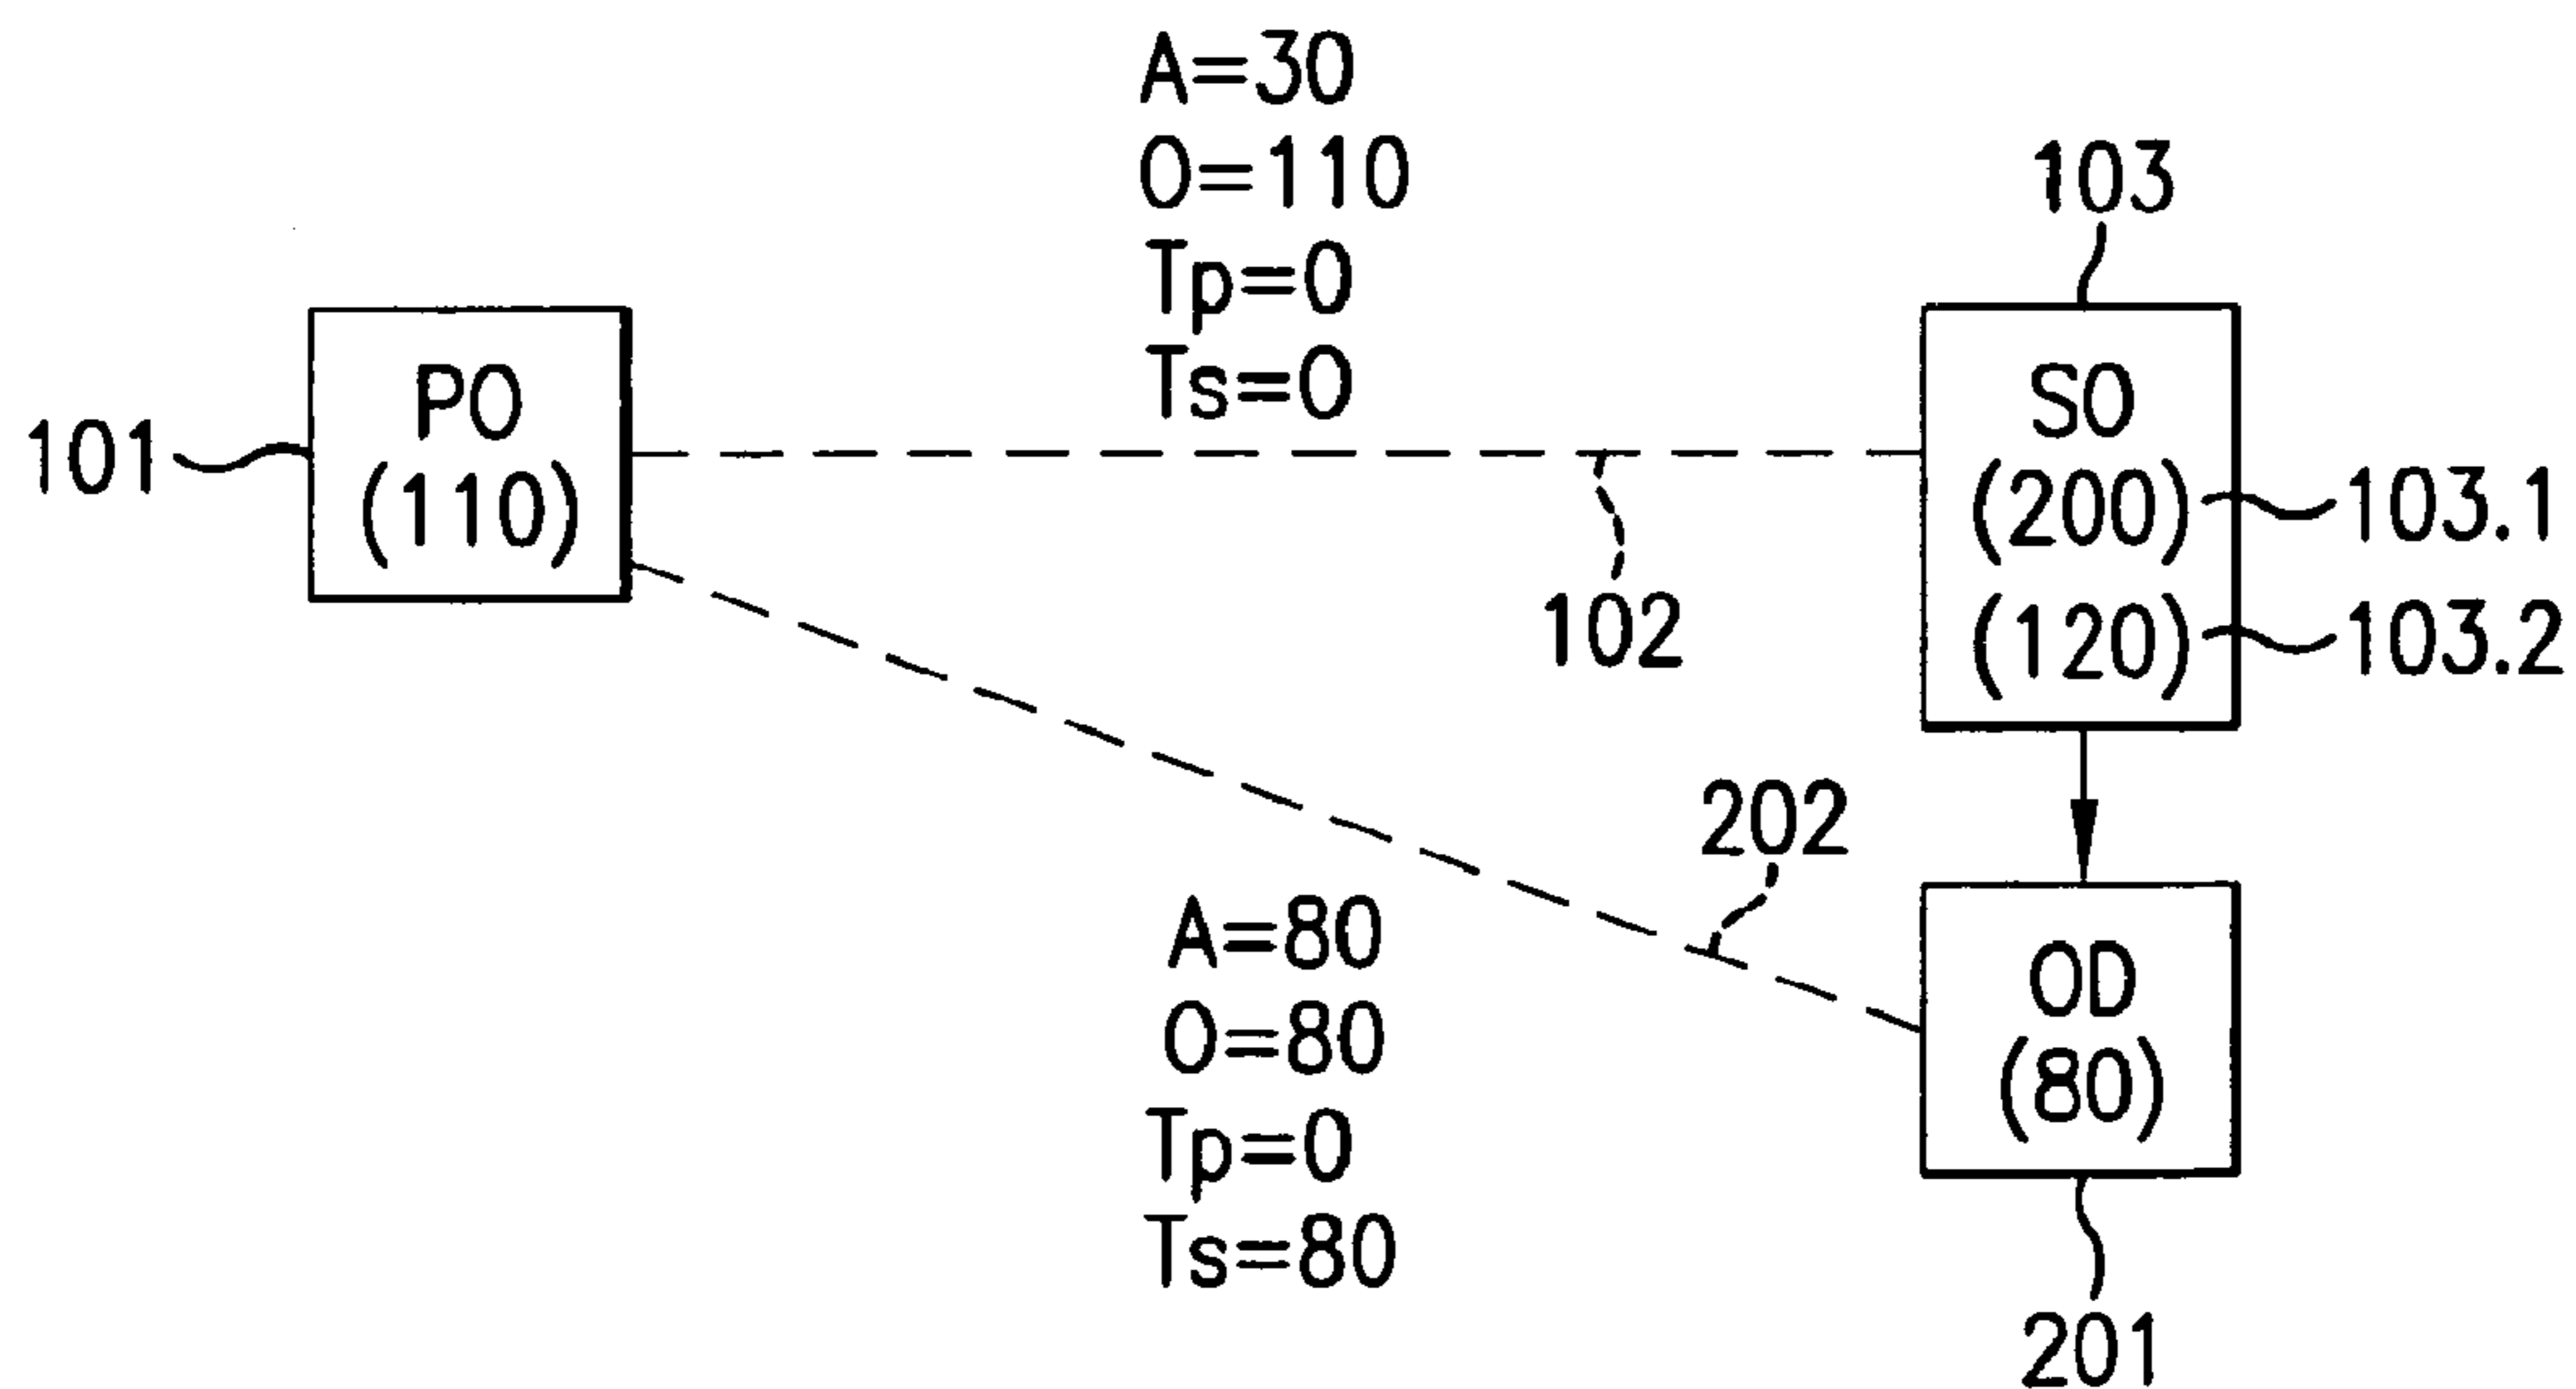 A=30
O=110
Tp=0
Ts=0
103
PO
(110)
101
SO
(200)
(120)
103.1
103.2
102
202
A=80
O=80
Tp=0
Ts=80
OD
(80)
201